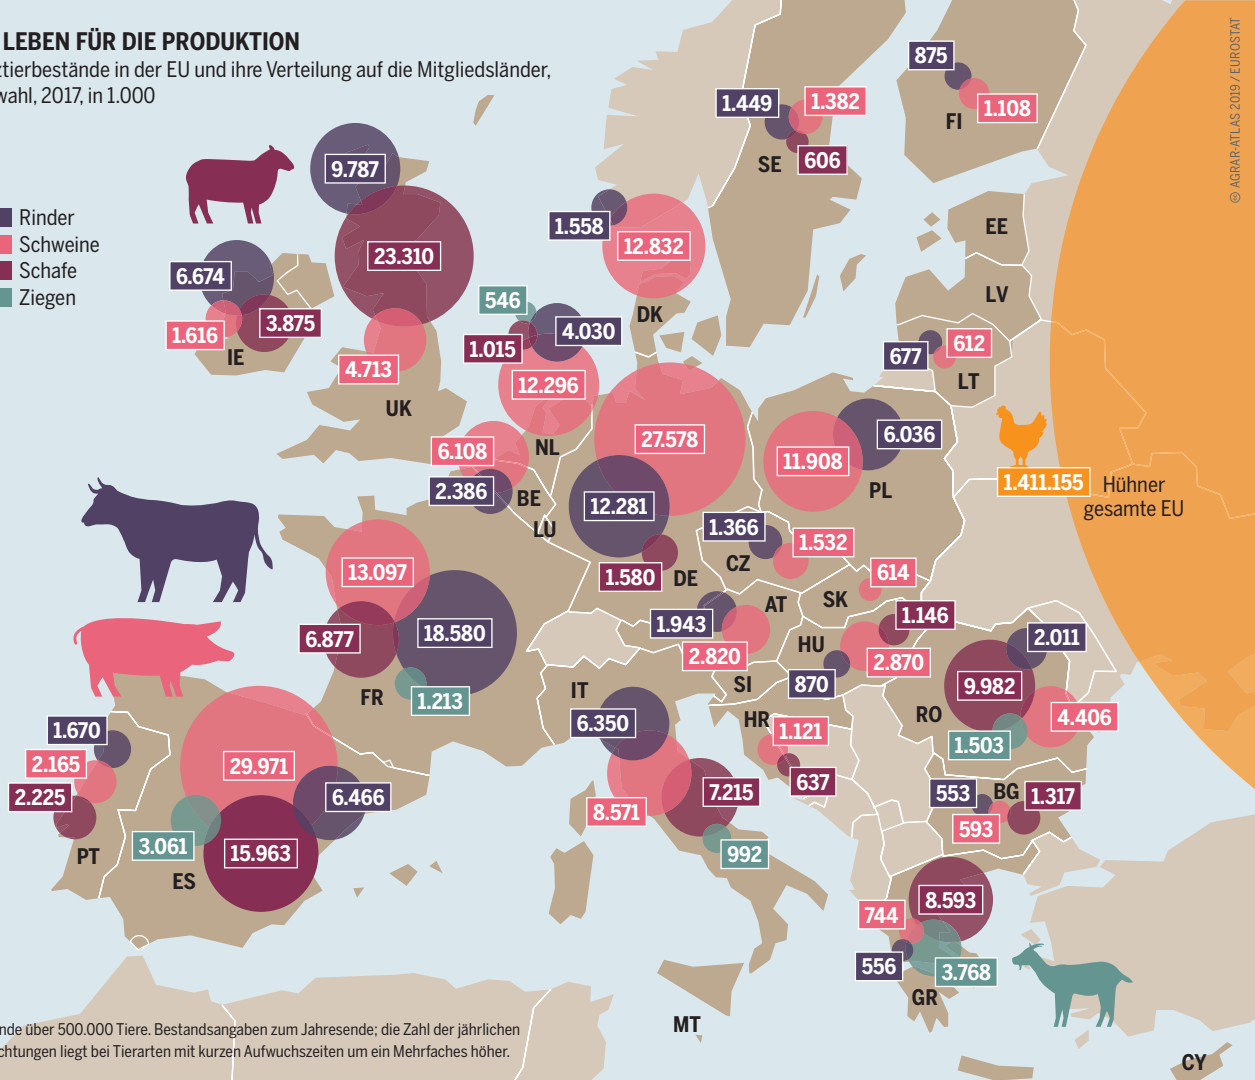 LEBEN FÜR DIE PRODUKTION
ztierbestände in der EU und ihre Verteilung auf die Mitgliedsländer,
wahl, 2017, in 1.000
Rinder
Schweine
Schafe
Ziegen
© AGRAR-ATLAS 2019 / EUROSTAT
875
1.108
FI
1.449
1.382
606
SE
9.787
23.310
4.713
UK
6.674
1.616
3.875
IE
1.558
12.832
DK
EE
LV
677
612
LT
546
4.030
1.015
12.296
NL
6.108
2.386
BE
LU
27.578
12.281
1.580
DE
11.908
6.036
PL
1.411.155
Hühner
gesamte EU
1.366
1.532
CZ
614
SK
1.943
2.820
AT
1.146
2.870
870
HU
13.097
6.877
18.580
1.213
FR
SI
IT
6.350
8.571
7.215
992
HR
1.121
637
2.011
9.982
4.406
1.503
RO
553
593
1.317
BG
1.670
2.165
2.225
PT
29.971
6.466
3.061
15.963
ES
8.593
744
556
3.768
GR
MT
CY
nde über 500.000 Tiere. Bestandsangaben zum Jahresende; die Zahl der jährlichen
chtungen liegt bei Tierarten mit kurzen Aufwuchszeiten um ein Mehrfaches höher.